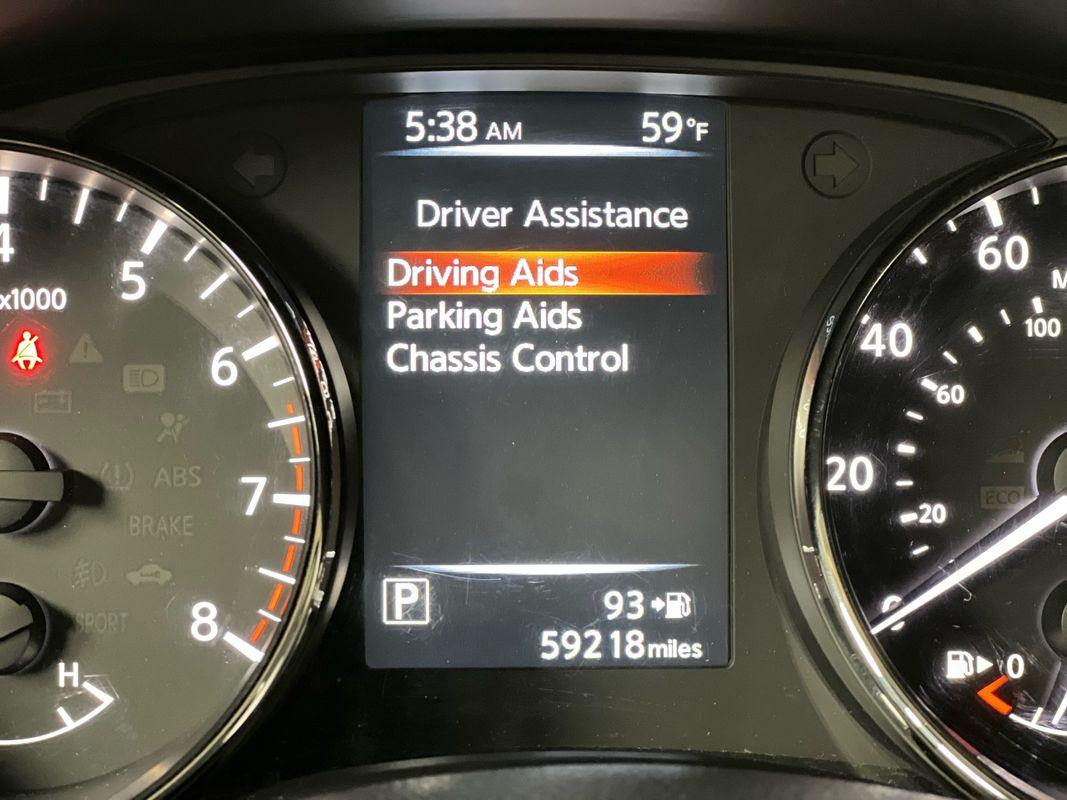 5:38 AM 59°F
Driver Assistance
Driving Aids
Parking Aids
Chassis Control
P
93
59218 miles
4
5
x1000
6
7
8
ABS
BRAKE
SPORT
H
60
40
20
0
100
60
20
ECO
0